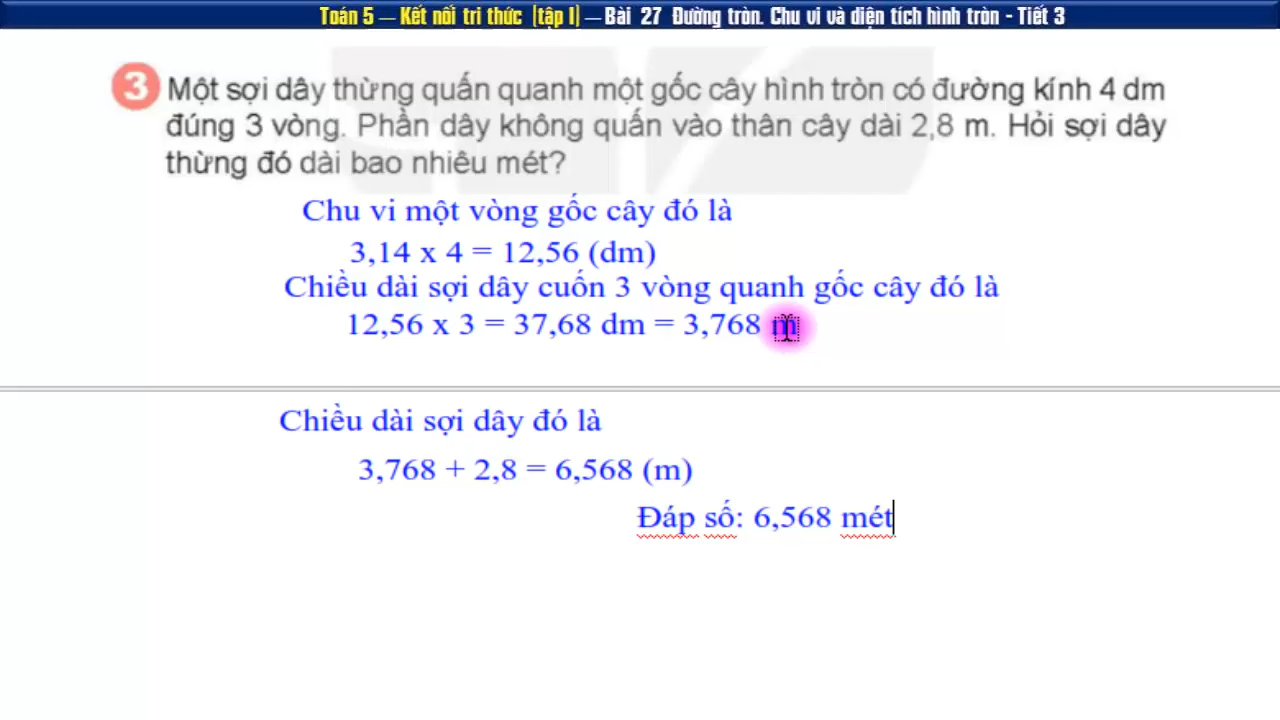 Toán 5 – Kết nối tri thức (tập 1) – Bài 27 Đường tròn. Chu vi và diện tích hình tròn - Tiết 3
3 Một sợi dây thừng quấn quanh một gốc cây hình tròn có đường kính 4 dm
đúng 3 vòng. Phần dây không quấn vào thân cây dài 2,8 m. Hỏi sợi dây
thừng đó dài bao nhiêu mét?
Chu vi một vòng gốc cây đó là
3,14 x 4 = 12,56 (dm)
Chiều dài sợi dây cuốn 3 vòng quanh gốc cây đó là
12,56 x 3 = 37,68 dm = 3,768 m
Chiều dài sợi dây đó là
3,768 + 2,8 = 6,568 (m)
Đáp số: 6,568 mét